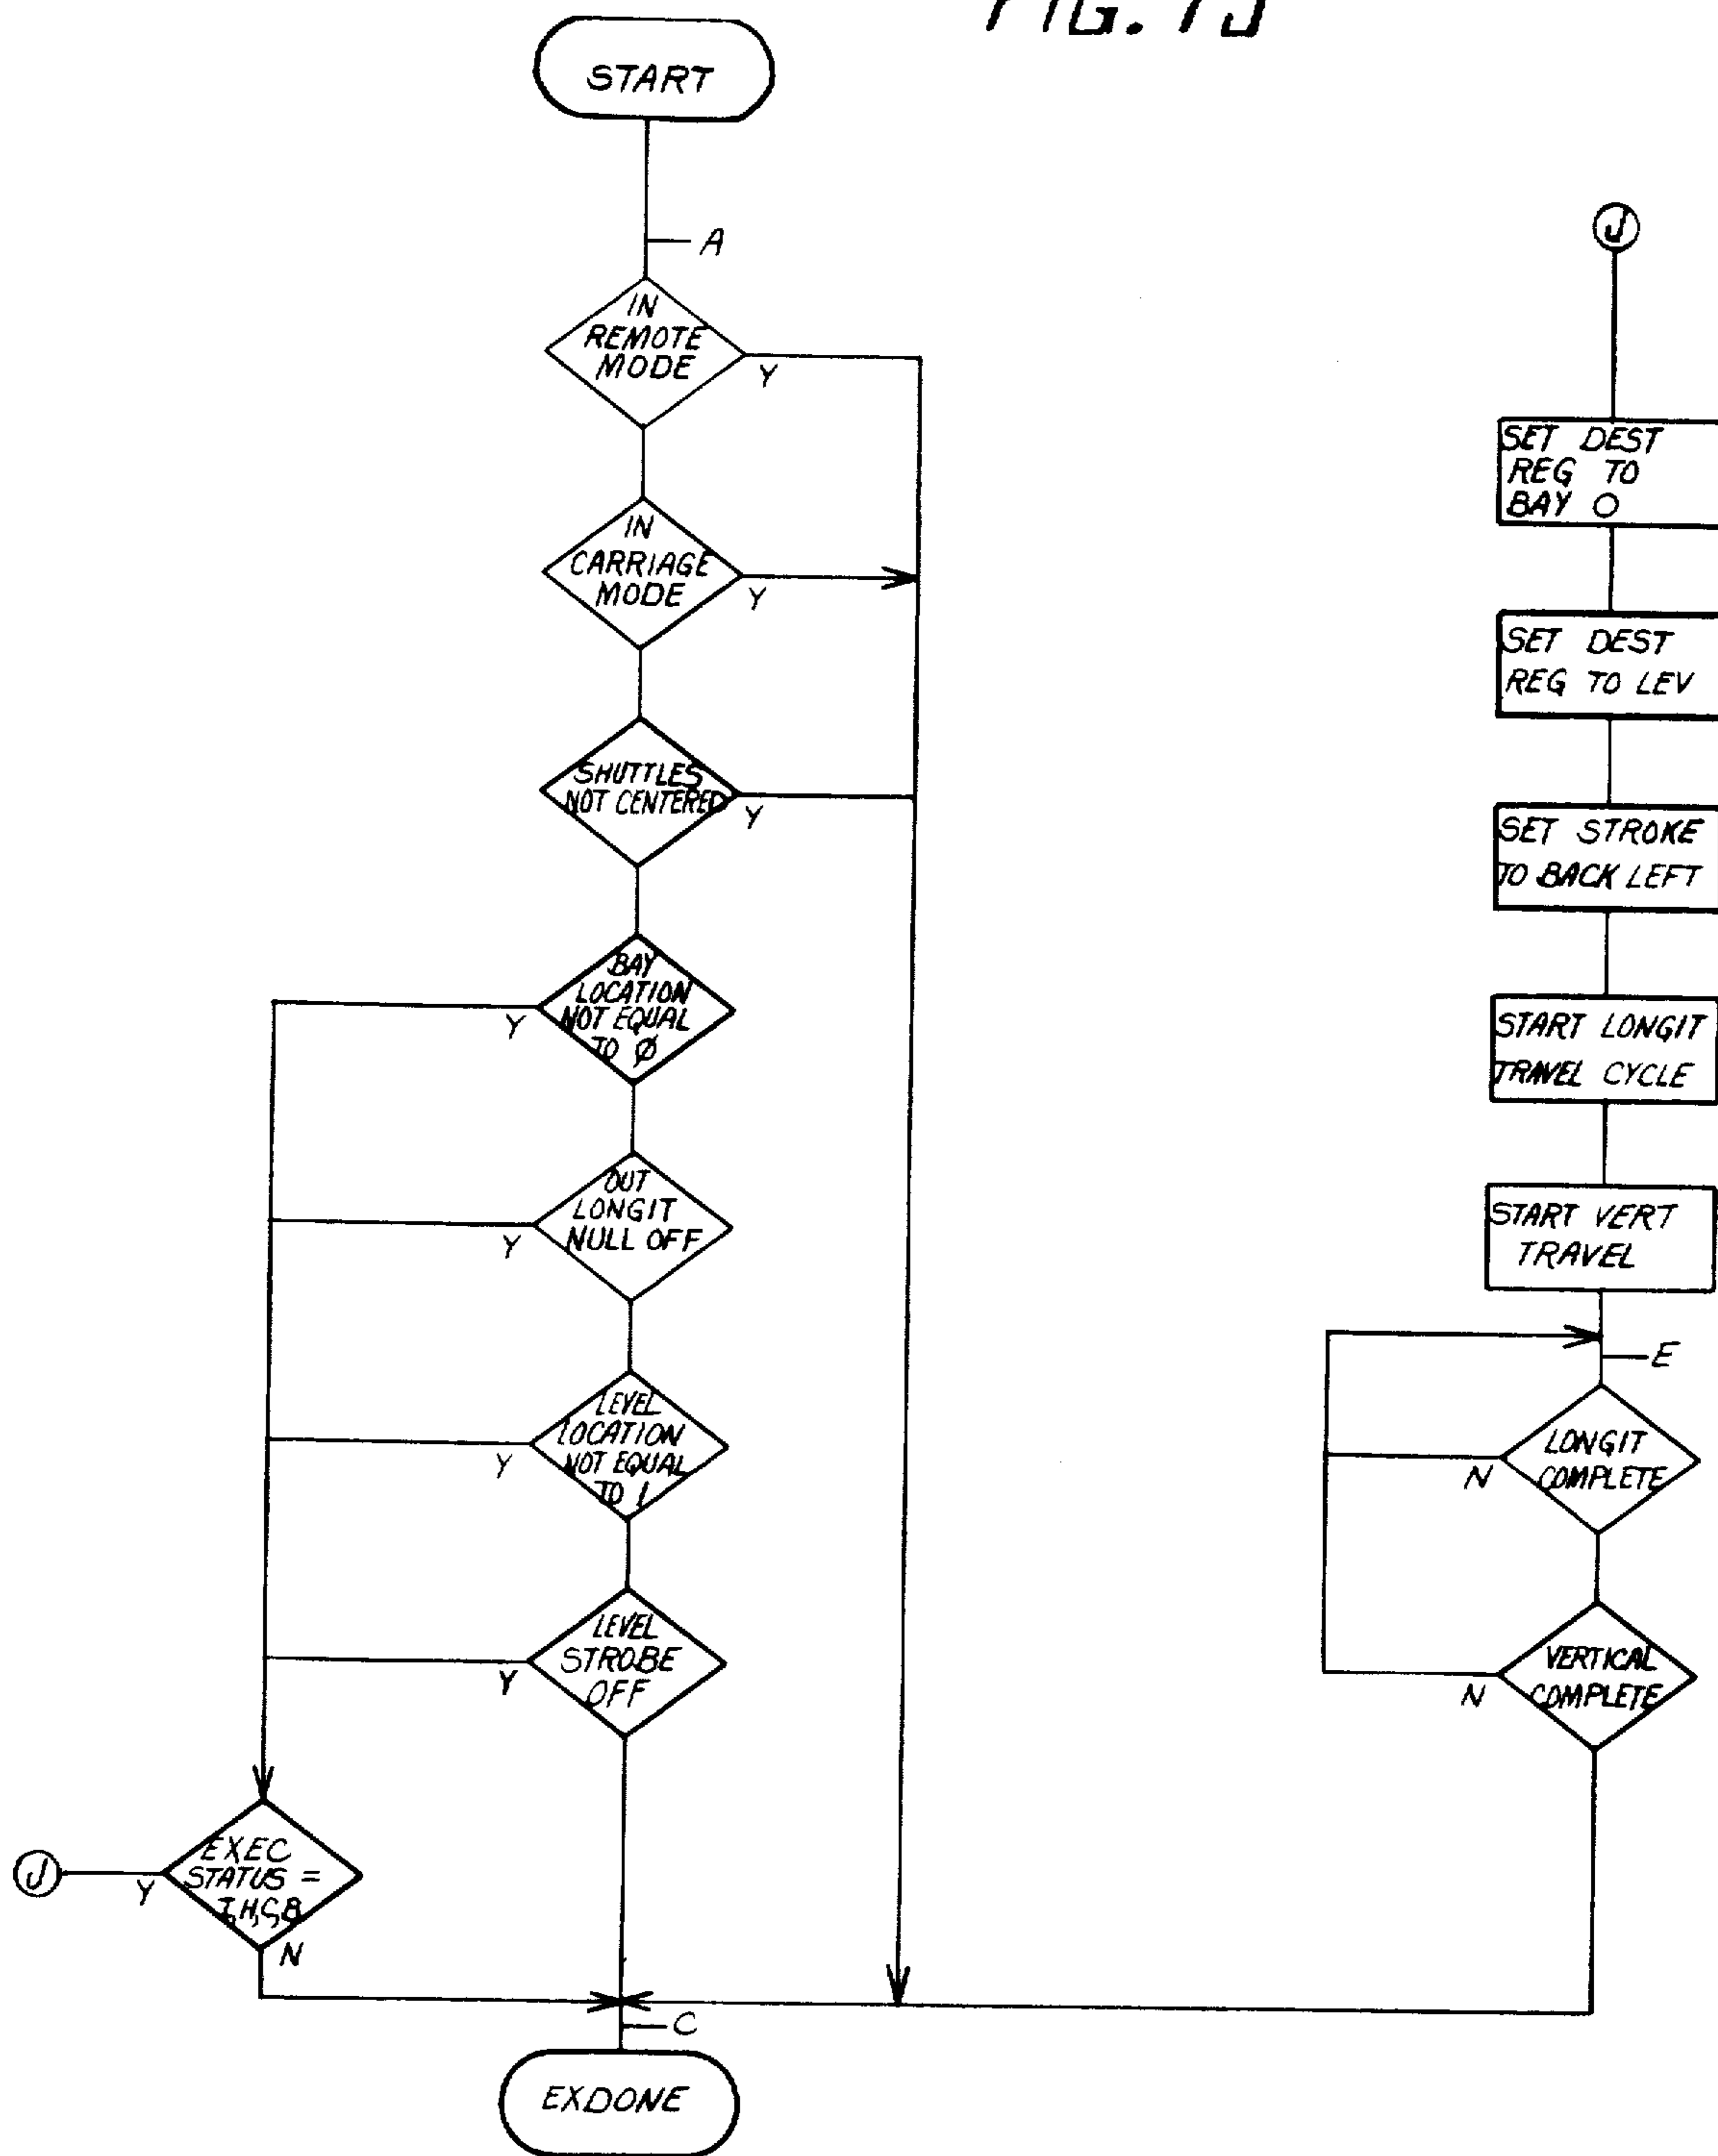 START
A
IN
REMOTE
MODE
Y
IN
CARRIAGE
MODE
Y
SHUTTLES
NOT CENTERED
Y
BAY
LOCATION
NOT EQUAL
TO Ø
Y
OUT
LONGIT
NULL OFF
Y
LEVEL
LOCATION
NOT EQUAL
TO 1
Y
LEVEL
STROBE
OFF
Y
EXEC
STATUS =
I,H,C,B
J
Y
N
C
EXDONE
J
SET DEST
REG TO
BAY O
SET DEST
REG TO LEV
SET STROKE
TO BACK LEFT
START LONGIT
TRAVEL CYCLE
START VERT
TRAVEL
E
LONGIT
COMPLETE
N
VERTICAL
COMPLETE
N